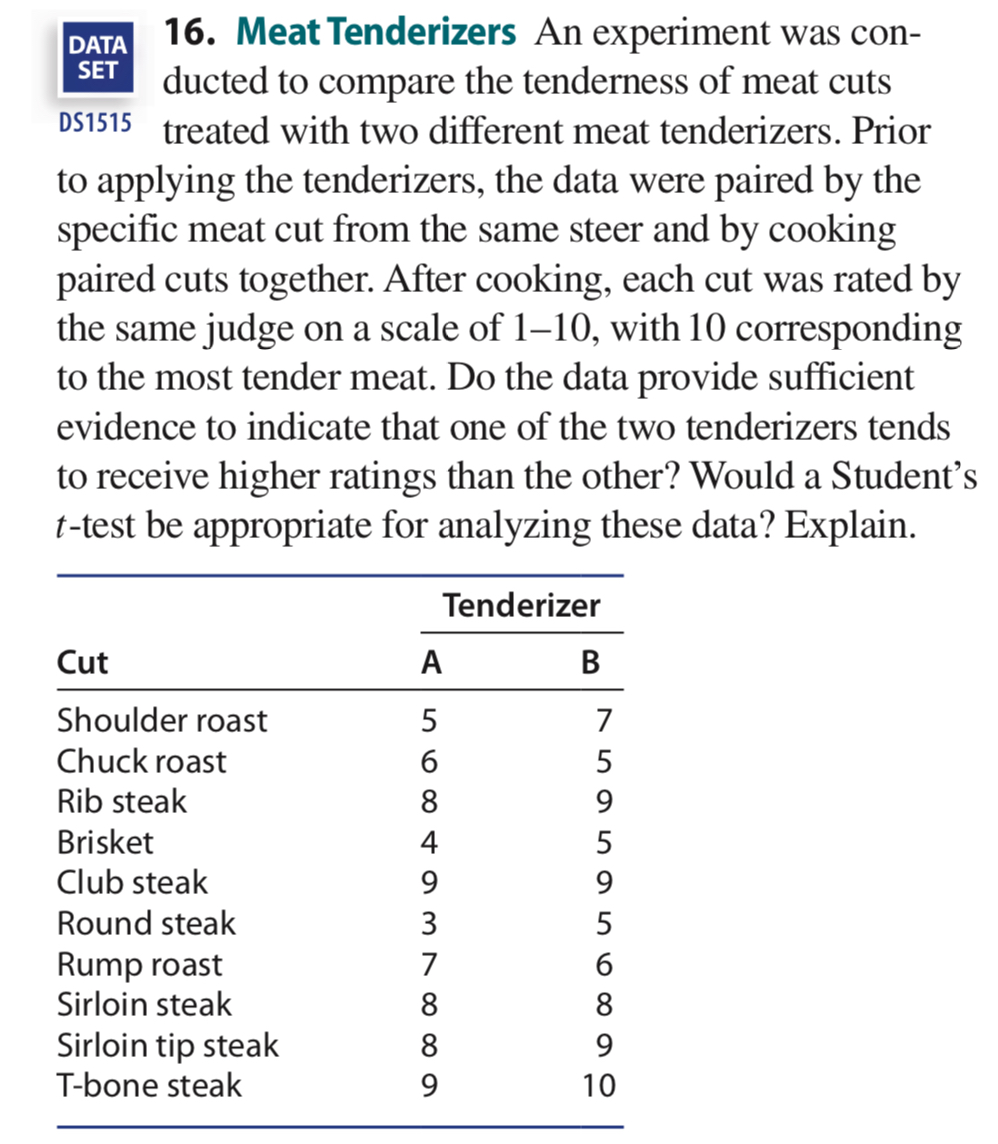 DATA
SET
DS1515
16. Meat Tenderizers An experiment was con-
ducted to compare the tenderness of meat cuts
treated with two different meat tenderizers. Prior
to applying the tenderizers, the data were paired by the
specific meat cut from the same steer and by cooking
paired cuts together. After cooking, each cut was rated by
the same judge on a scale of 1–10, with 10 corresponding
to the most tender meat. Do the data provide sufficient
evidence to indicate that one of the two tenderizers tends
to receive higher ratings than the other? Would a Student's
t-test be appropriate for analyzing these data? Explain.
Tenderizer
Cut A B
Shoulder roast 5 7
Chuck roast 6 5
Rib steak 8 9
Brisket 4 5
Club steak 9 9
Round steak 3 5
Rump roast 7 6
Sirloin steak 8 8
Sirloin tip steak 8 9
T-bone steak 9 10